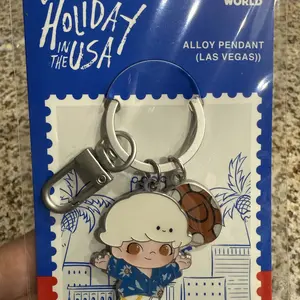 HOLIDAY
IN THE
USA
WORLD
ALLOY PENDANT
(LAS VEGAS))